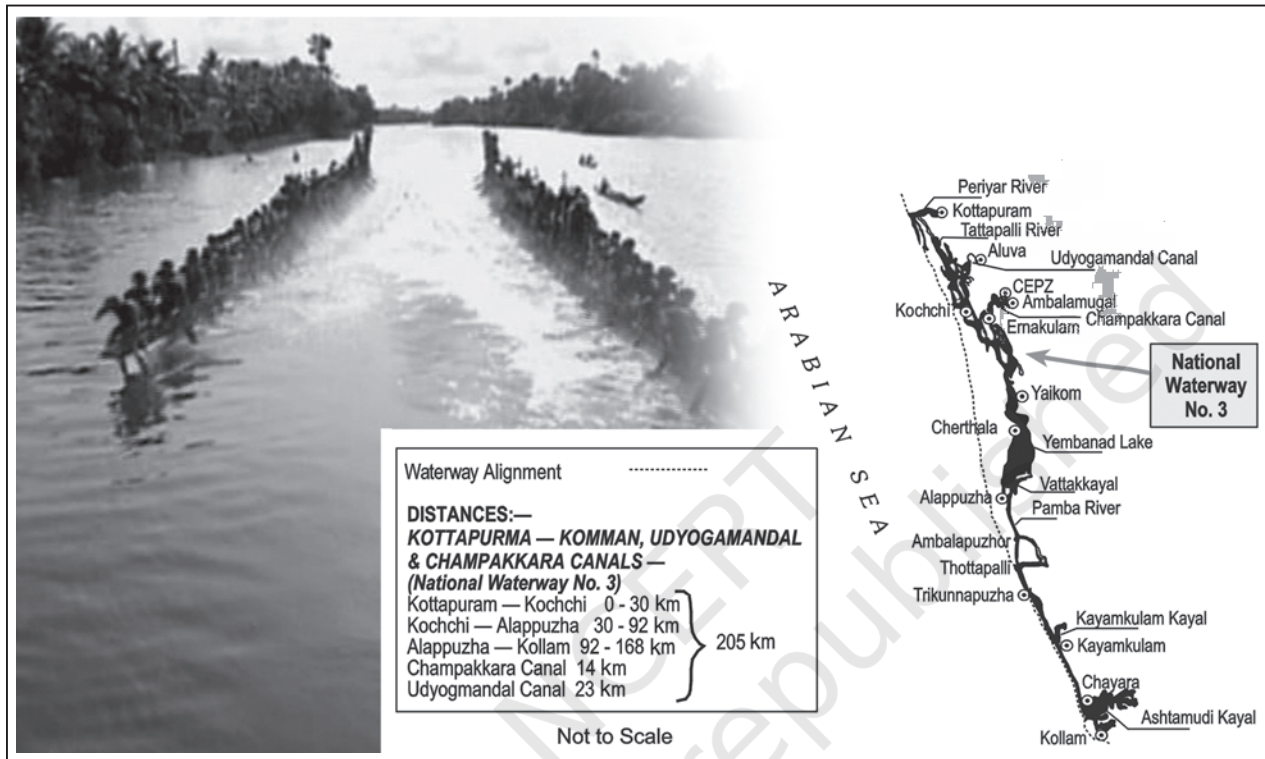 Waterway Alignment
DISTANCES:—
KOTTAPURMA — KOMMAN, UDYOGAMANDAL
& CHAMPAKKARA CANALS —
(National Waterway No. 3)
Kottapuram — Kochchi 0 - 30 km
Kochchi — Alappuzha 30 - 92 km
Alappuzha — Kollam 92 - 168 km
Champakkara Canal 14 km
Udyogmandal Canal 23 km
205 km
Not to Scale
ARABIAN SEA
Periyar River
Kottapuram
Tattapalli River
Aluva
Udyogamandal Canal
CEPZ
Ambalamugal
Kochchi
Ernakulam
Champakkara Canal
National
Waterway
No. 3
Yaikom
Cherthala
Yembanad Lake
Vattakkayal
Alappuzha
Pamba River
Ambalapuzhor
Thottapalli
Trikunnapuzha
Kayamkulam Kayal
Kayamkulam
Chayara
Ashtamudi Kayal
Kollam
NCERT
republished